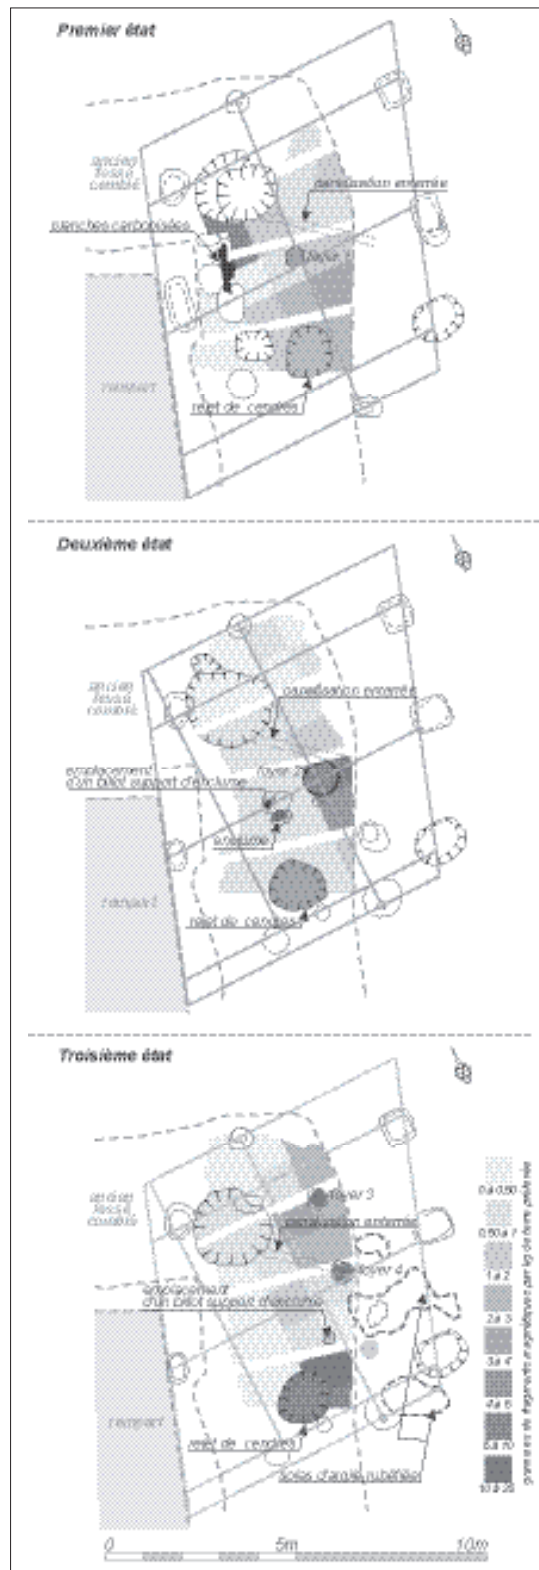 Premier état
ancien
fossé
comblé
canalisation enterrée
planches carbonisées
foyer 1
rempart
rejet de cendres
Deuxième état
ancien
fossé
comblé
canalisation enterrée
emplacement
d'un billot support d'enclume
foyer 2
enclume
rempart
rejet de cendres
Troisième état
ancien
fossé
comblé
foyer 3
canalisation enterrée
foyer 4
emplacement
d'un billot support d'enclume
rempart
rejet de cendres
soles d'argile rubéfiée
0 à 0,50
0,50 à 1
1 à 2
2 à 3
3 à 4
4 à 5
5 à 10
10 à 20
grammes de fragments magnétiques par kg de terre prélevée
0 5m 10m